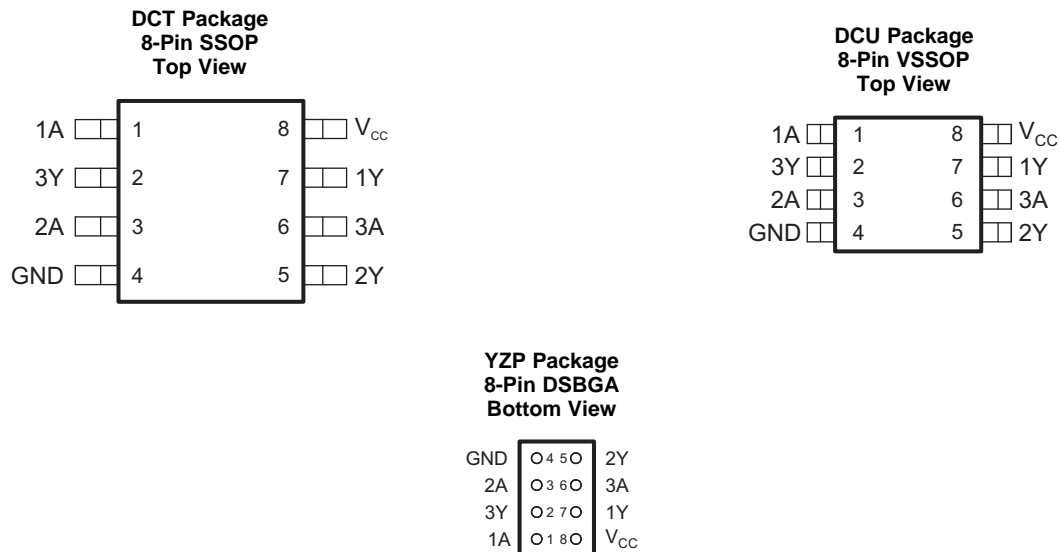 DCT Package
8-Pin SSOP
Top View
1A 1 8 VCC
3Y 2 7 1Y
2A 3 6 3A
GND 4 5 2Y
DCU Package
8-Pin VSSOP
Top View
1A 1 8 VCC
3Y 2 7 1Y
2A 3 6 3A
GND 4 5 2Y
YZP Package
8-Pin DSBGA
Bottom View
GND 4 5 2Y
2A 3 6 3A
3Y 2 7 1Y
1A 1 8 VCC